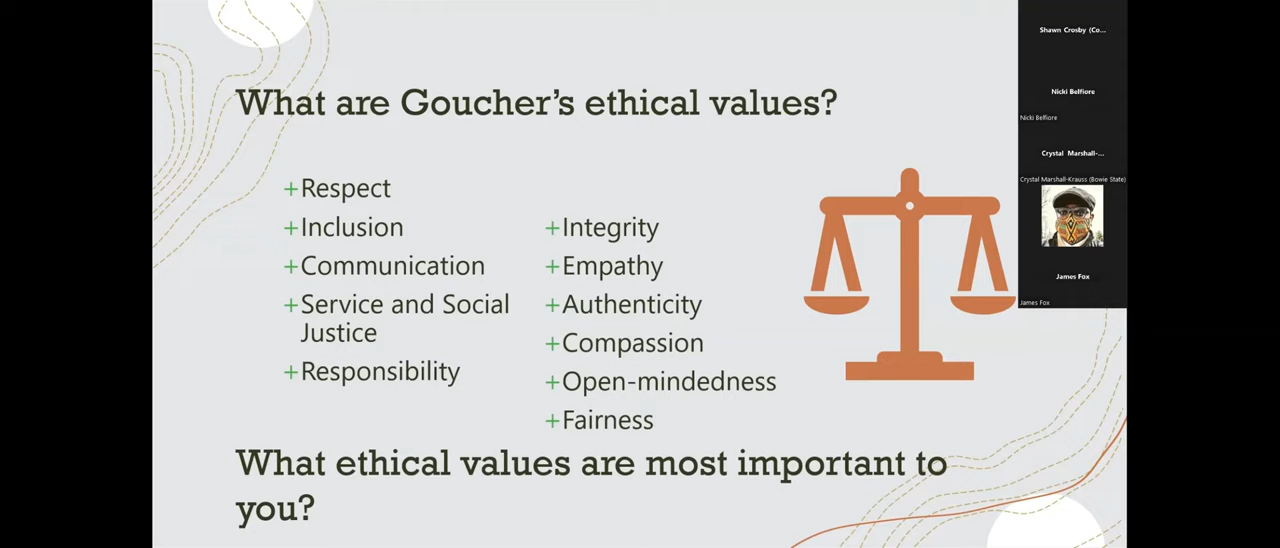 What are Goucher's ethical values?
+Respect
+Inclusion
+Communication
+Service and Social
Justice
+Responsibility
+Integrity
+Empathy
+Authenticity
+Compassion
+Open-mindedness
+Fairness
What ethical values are most important to
you?
Shawn Crosby (Co...
Nicki Belfiore
Nicki Belfiore
Crystal Marshall-...
Crystal Marshall-Krauss (Bowie State)
James Fox
James Fox